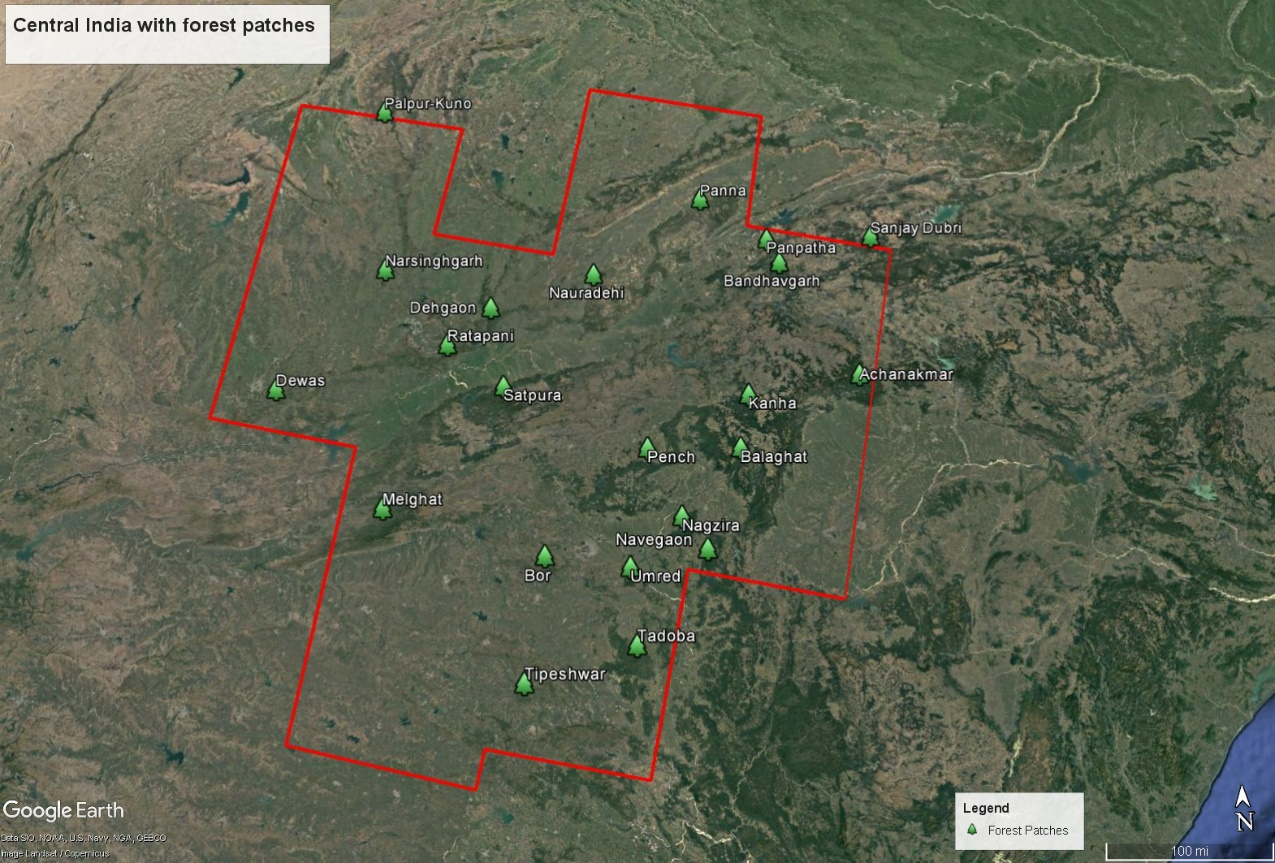 Central India with forest patches
Palpur-Kuno
Panna
Sanjay Dubri
Panpatha
Narsinghgarh
Bandhavgarh
Nauradehi
Dehgaon
Ratapani
Achanakmar
Dewas
Satpura
Kanha
Pench
Balaghat
Melghat
Nagzira
Navegaon
Bor
Umred
Tadoba
Tipeshwar
Legend
Forest Patches
Google Earth
Data SIO, NOAA, U.S. Navy, NGA, GEBCO
Image Landsat / Copernicus
N
100 mi